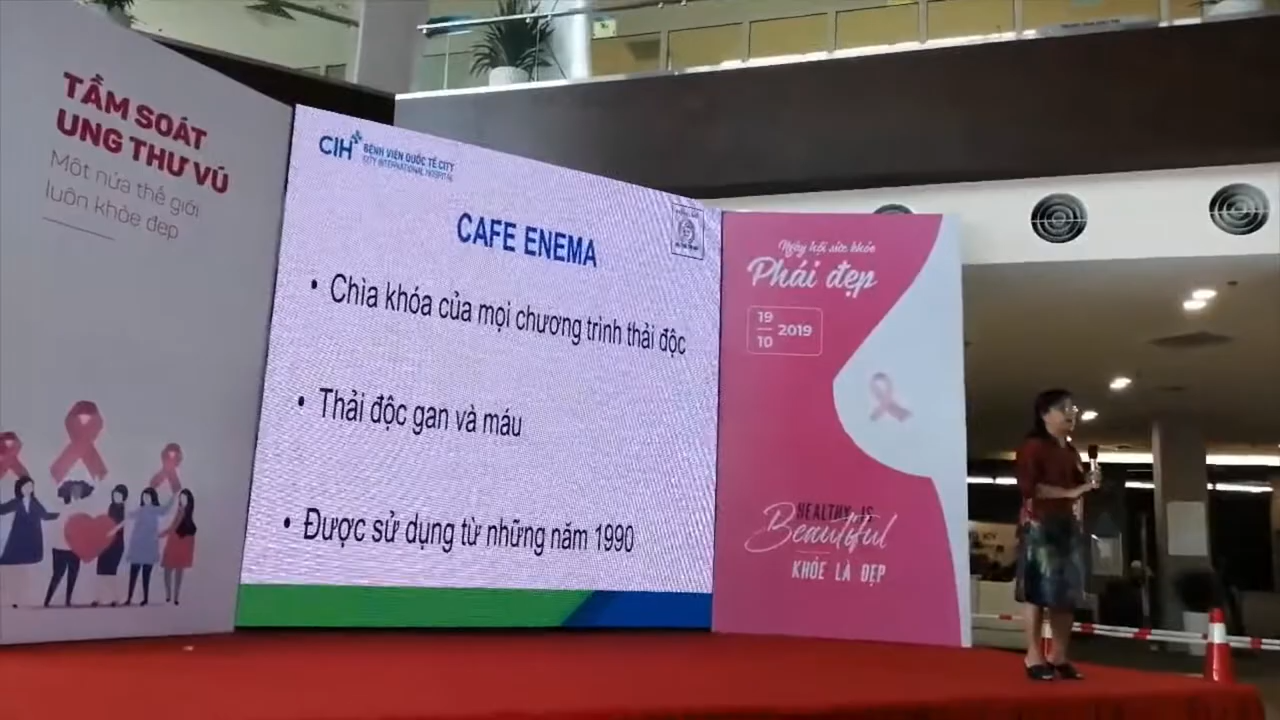 TẦM SOÁT
UNG THƯ VÚ
Một nửa thế giới
luôn khỏe đẹp
CIH
BỆNH VIỆN QUỐC TẾ CITY
CITY INTERNATIONAL HOSPITAL
CAFE ENEMA
• Chìa khóa của mọi chương trình thải độc
• Thải độc gan và máu
• Được sử dụng từ những năm 1990
Ngày hội sức khỏe
Phái đẹp
19
10
2019
HEALTHY IS
Beautiful
KHỎE LÀ ĐẸP